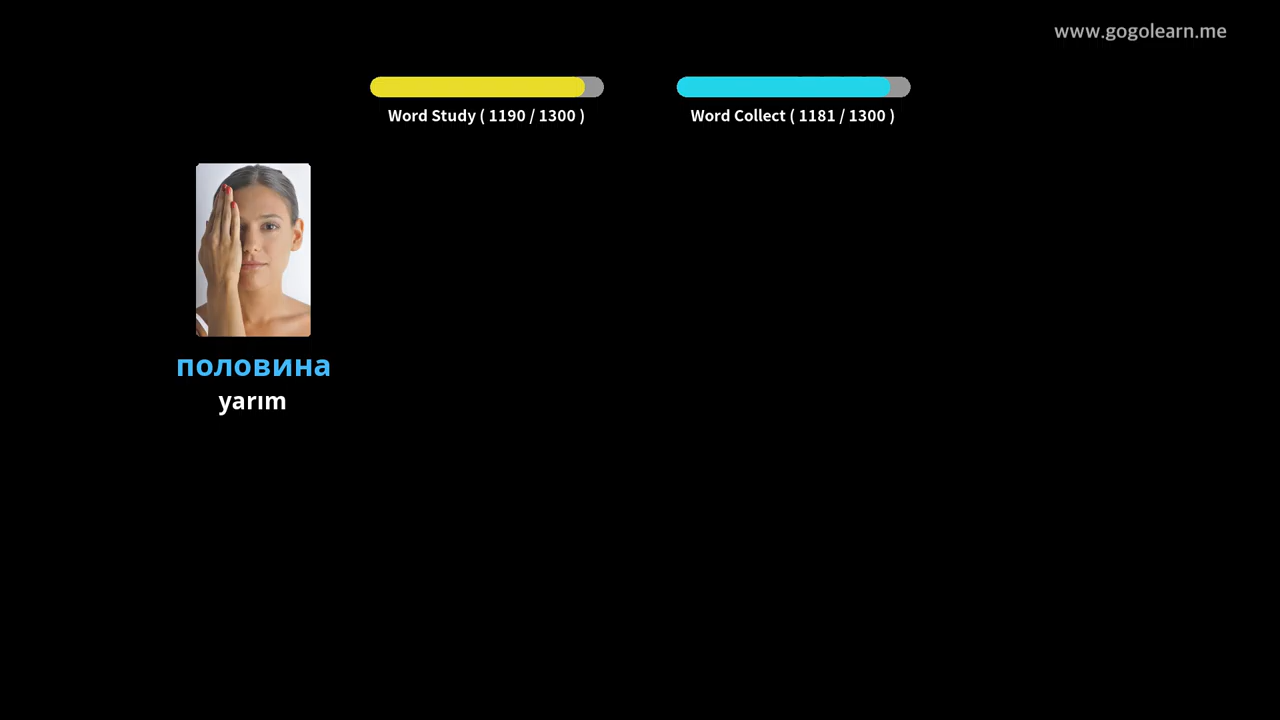 www.gogolearn.me
Word Study ( 1190 / 1300 )
Word Collect ( 1181 / 1300 )
половина
yarım